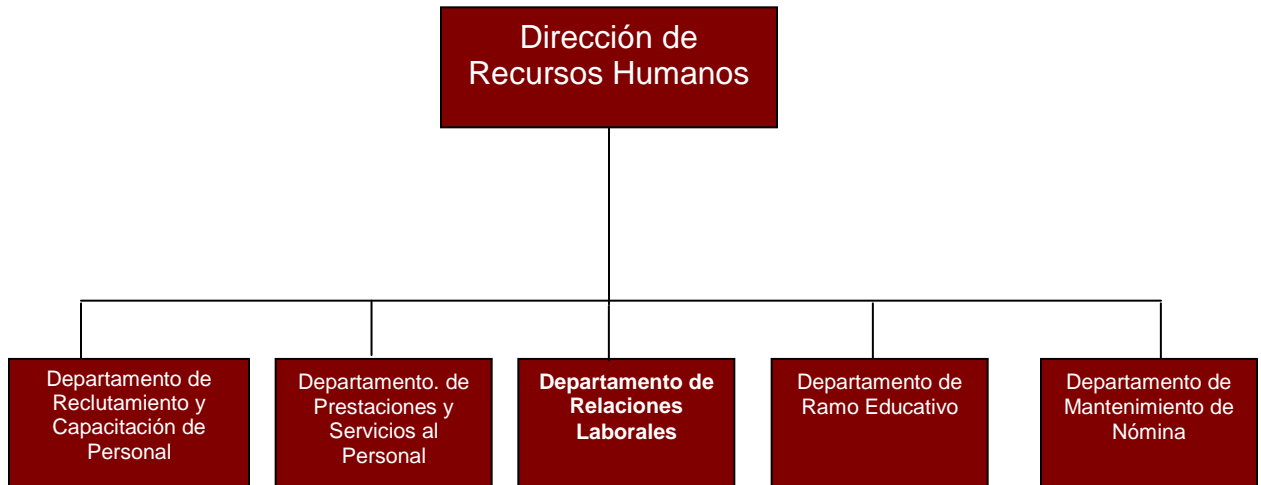 Dirección de
Recursos Humanos
Departamento de
Reclutamiento y
Capacitación de
Personal
Departamento. de
Prestaciones y
Servicios al
Personal
Departamento de
Relaciones
Laborales
Departamento de
Ramo Educativo
Departamento de
Mantenimiento de
Nómina